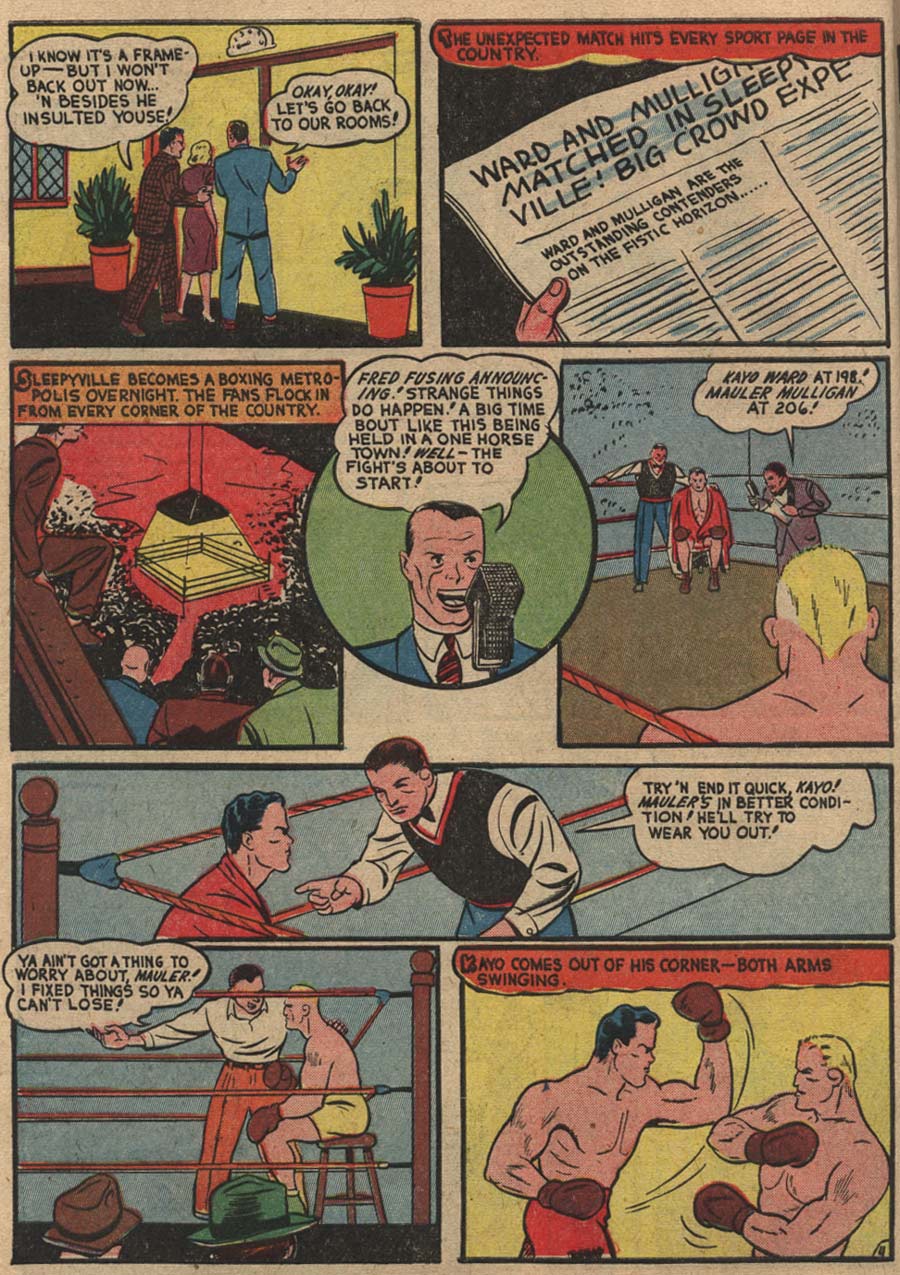 I KNOW IT'S A FRAME-
UP—BUT I WON'T
BACK OUT NOW...
'N BESIDES HE
INSULTED YOUSE!
OKAY, OKAY!
LET'S GO BACK
TO OUR ROOMS!
THE UNEXPECTED MATCH HITS EVERY SPORT PAGE IN THE
COUNTRY.
WARD AND MULLIG
MATCHED IN SLEEPY
VILLE! BIG CROWD EXPE
WARD AND MULLIGAN ARE THE
OUTSTANDING CONTENDERS
ON THE FISTIC HORIZON......
SLEEPYVILLE BECOMES A BOXING METRO-
POLIS OVERNIGHT. THE FANS FLOCK IN
FROM EVERY CORNER OF THE COUNTRY.
FRED FUSING ANNOUNC-
ING! STRANGE THINGS
DO HAPPEN! A BIG TIME
BOUT LIKE THIS BEING
HELD IN A ONE HORSE
TOWN! WELL—THE
FIGHT'S ABOUT TO
START!
KAYO WARD AT 198!
MAULER MULLIGAN
AT 206!
TRY 'N END IT QUICK, KAYO!
MAULER'S IN BETTER CONDI-
TION! HE'LL TRY TO
WEAR YOU OUT!
YA AIN'T GOT A THING TO
WORRY ABOUT, MAULER!
I FIXED THINGS SO YA
CAN'T LOSE!
KAYO COMES OUT OF HIS CORNER—BOTH ARMS
SWINGING.
4